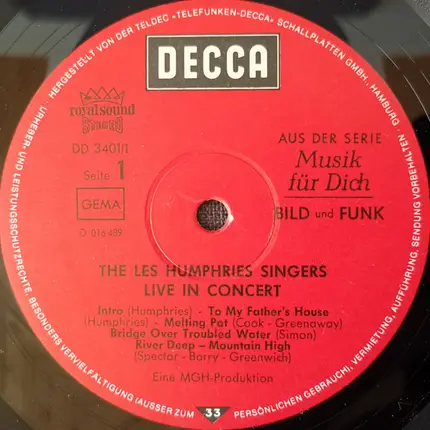 HERGESTELLT VON DER TELDEC »TELEFUNKEN-DECCA« SCHALLPLATTEN GMBH., HAMBURG
URHEBER- UND LEISTUNGSSCHUTZRECHTE, BESONDERS VERVIELFÄLTIGUNG (AUSSER ZUM PERSÖNLICHEN GEBRAUCH), VERMIETUNG, AUFFÜHRUNG, SENDUNG VORBEHALTEN.
DECCA
royal sound
STEREO
DD 3401/1
Seite 1
GEMA
AUS DER SERIE
Musik
für Dich
BILD und FUNK
THE LES HUMPHRIES SINGERS
LIVE IN CONCERT
Intro (Humphries) - To My Father's House
(Humphries) - Melting Pot (Cook - Greenaway)
Bridge Over Troubled Water (Simon)
River Deep – Mountain High
(Spector - Barry - Greenwich)
Eine MGH-Produktion
33